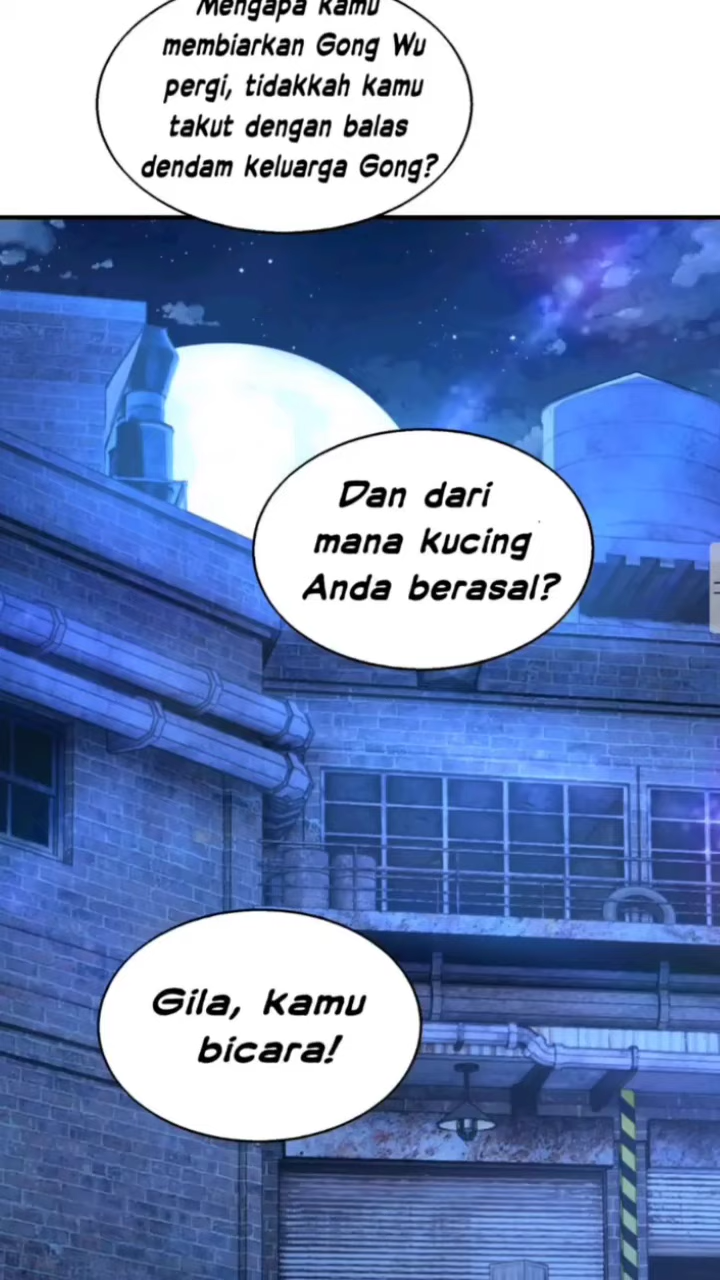 Mengapa kamu
membiarkan Gong Wu
pergi, tidakkah kamu
takut dengan balas
dendam keluarga Gong?
Dan dari
mana kucing
Anda berasal?
Gila, kamu
bicara!